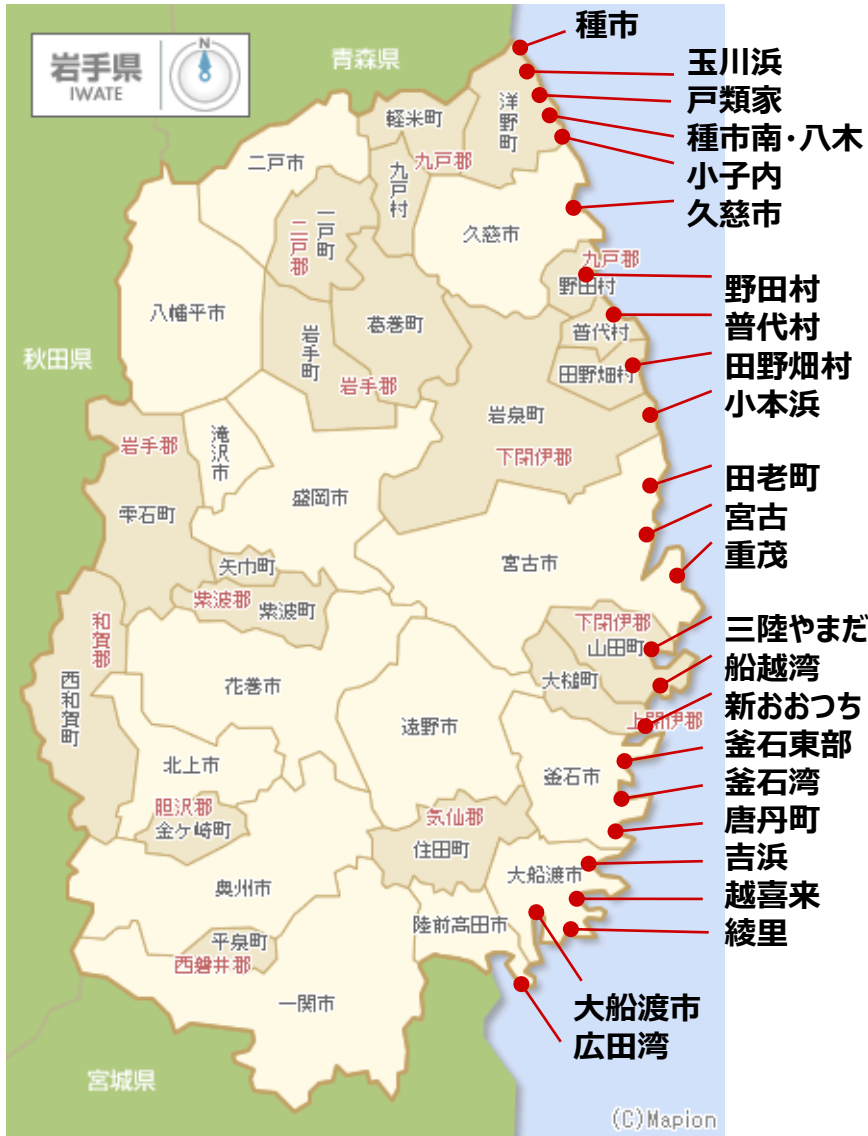 種市
岩手県
IWATE
N
青森県
玉川浜
戸類家
種市南・八木
小子内
久慈市
洋野町
軽米町
九戸郡
九戸村
二戸市
一戸町
二戸郡
久慈市
九戸郡
野田村
野田村
普代村
普代村
田野畑村
田野畑村
小本浜
八幡平市
葛巻町
岩手町
岩手郡
秋田県
岩泉町
下閉伊郡
岩手郡
滝沢市
盛岡市
雫石町
田老町
宮古
重茂
宮古市
矢巾町
紫波郡
紫波町
和賀郡
西和賀町
下閉伊郡
山田町
大槌町
上閉伊郡
三陸やまだ
船越湾
新おおつち
釜石東部
釜石湾
唐丹町
吉浜
越喜来
綾里
花巻市
遠野市
北上市
釜石市
胆沢郡
金ケ崎町
気仙郡
住田町
大船渡市
奥州市
陸前高田市
平泉町
西磐井郡
一関市
大船渡市
広田湾
宮城県
(C)Mapion